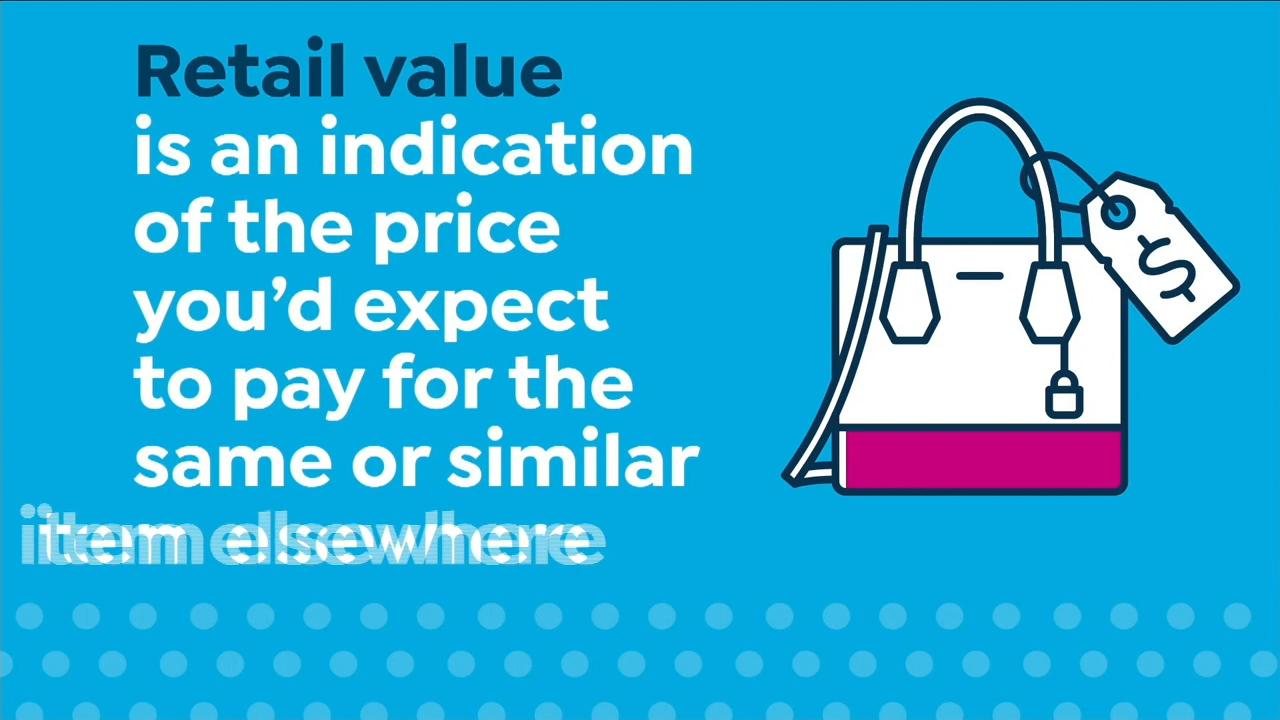 Retail value
is an indication
of the price
you’d expect
to pay for the
same or similar
item elsewhere
$